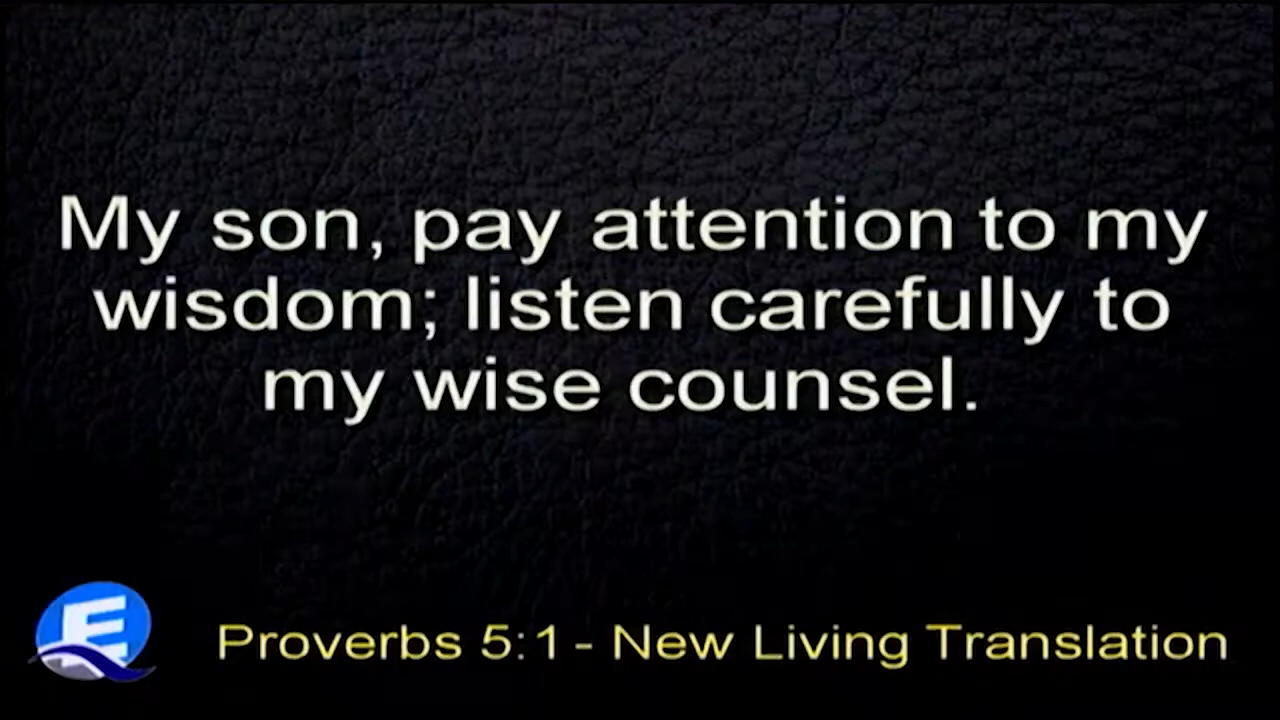 My son, pay attention to my
wisdom; listen carefully to
my wise counsel.
E
Proverbs 5:1 - New Living Translation